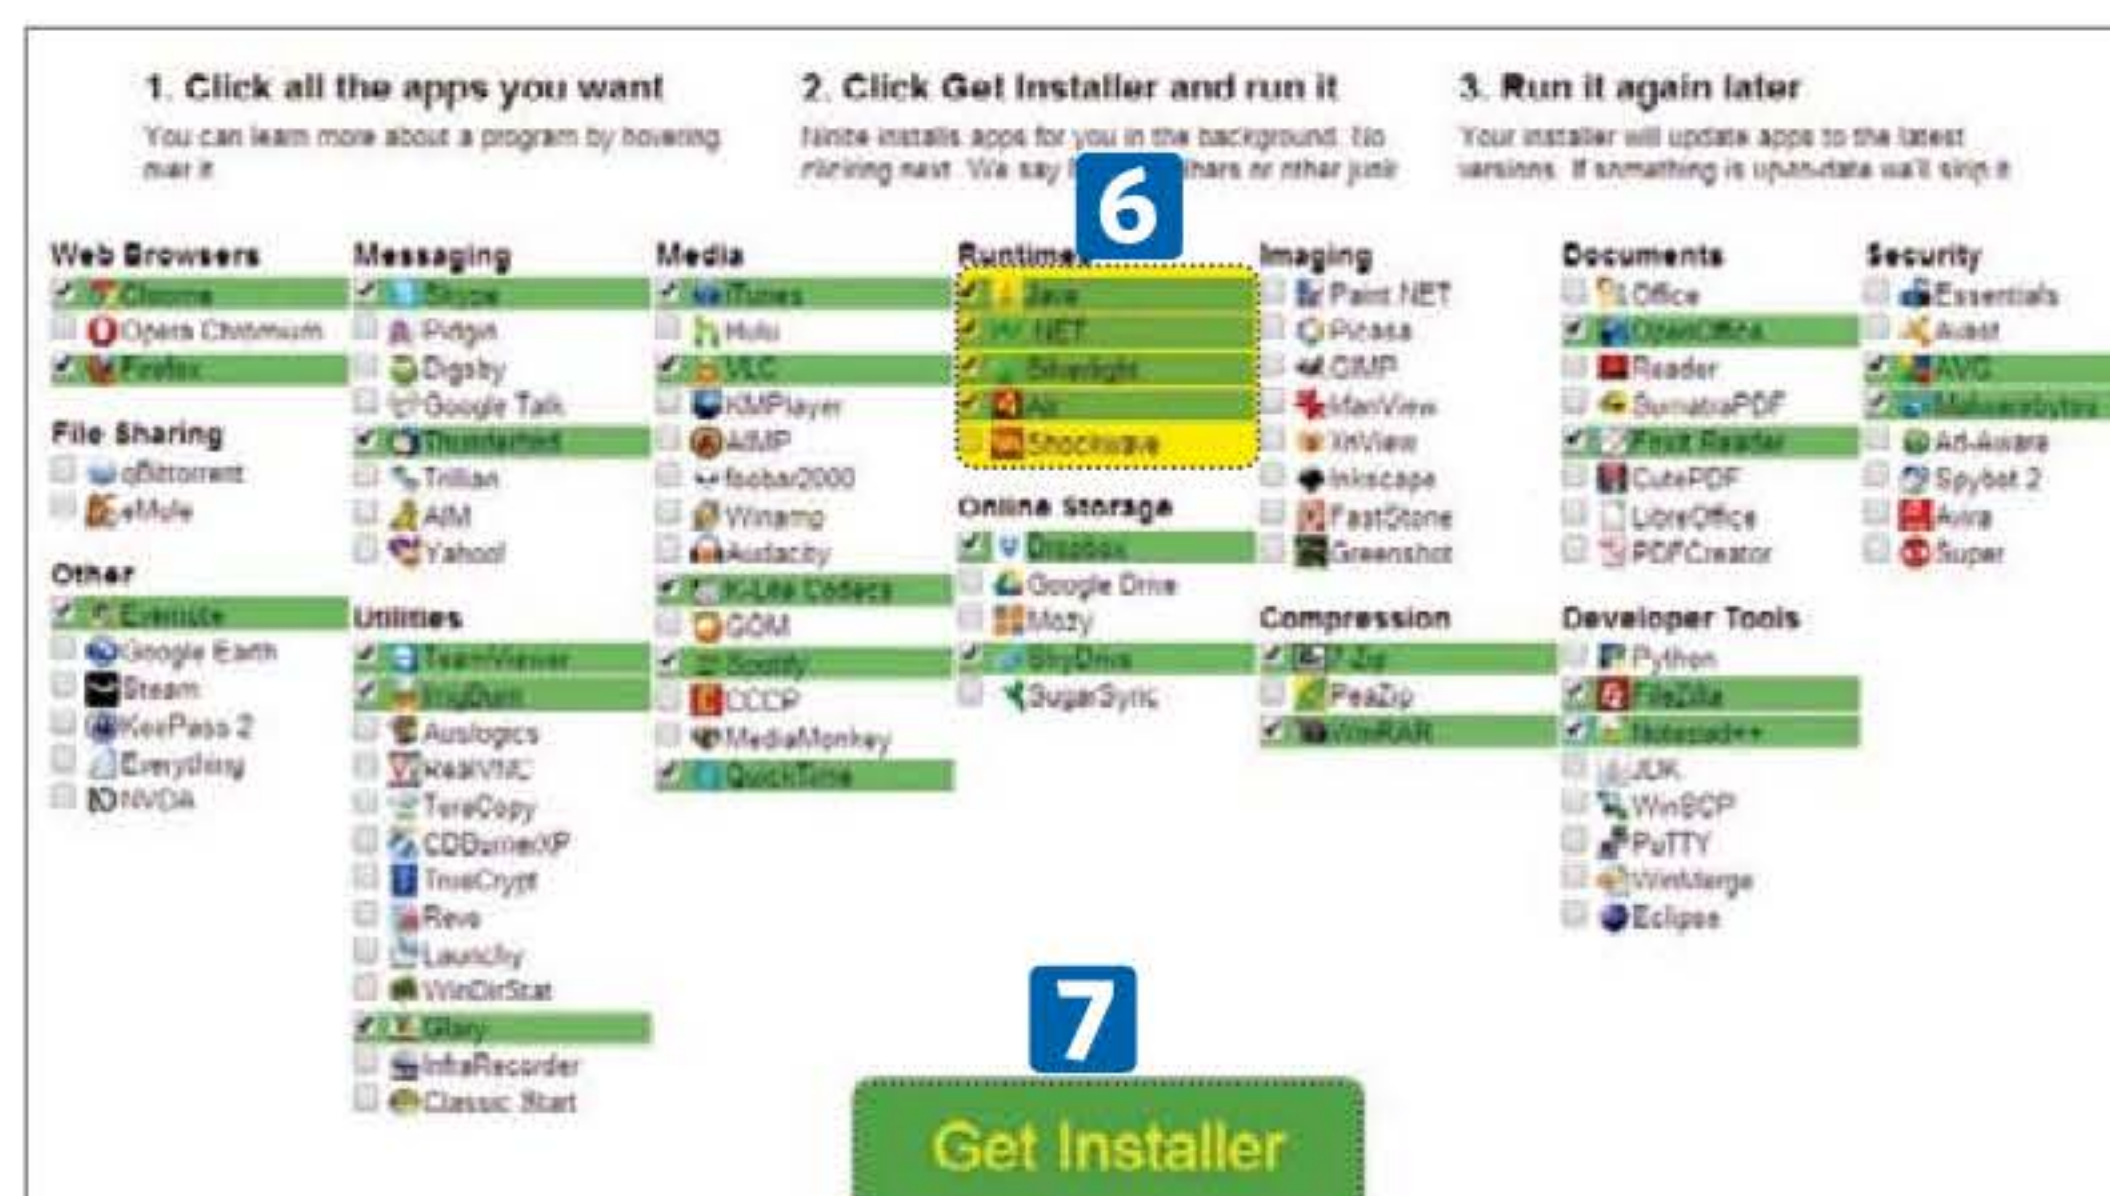 1. Click all the apps you want
You can learn more about a program by hovering
over it
2. Click Get Installer and run it
Ninite installs apps for you in the background. No
clicking next. We say
or other junk
3. Run it again later
Your installer will update apps to the latest
versions. If something is up-to-date we'll skip it
6
Web Browsers
Chrome
Opera Chromium
Firefox
File Sharing
qBittorrent
eMule
Other
Evernote
Google Earth
Steam
KeePass 2
Everything
NVDA
Messaging
Skype
Pidgin
Digsby
Google Talk
Thunderbird
Trillian
AIM
Yahoo!
Utilities
TeamViewer
ImgBurn
Auslogics
RealVNC
TeraCopy
CDBurnerXP
TrueCrypt
Revo
Launchy
WinDirStat
Glary
InfraRecorder
Classic Start
Media
iTunes
Hulu
VLC
KMPlayer
AIMP
foobar2000
Winamp
Audacity
K-Lite Codecs
GOM
Spotify
CCCP
MediaMonkey
QuickTime
Runtimes
Java
.NET
Silverlight
Air
Shockwave
Online Storage
Dropbox
Google Drive
Mozy
SkyDrive
SugarSync
Imaging
Paint.NET
Picasa
GIMP
IrfanView
XnView
Inkscape
FastStone
Greenshot
Compression
7-Zip
PeaZip
WinRAR
Documents
Office
OpenOffice
Reader
SumatraPDF
Foxit Reader
CutePDF
LibreOffice
PDFCreator
Developer Tools
Python
FileZilla
Notepad++
JDK
WinSCP
PuTTY
WinMerge
Eclipse
Security
Essentials
Avast
AVG
Malwarebytes
Ad-Aware
Spybot 2
Avira
Super
7
Get Installer